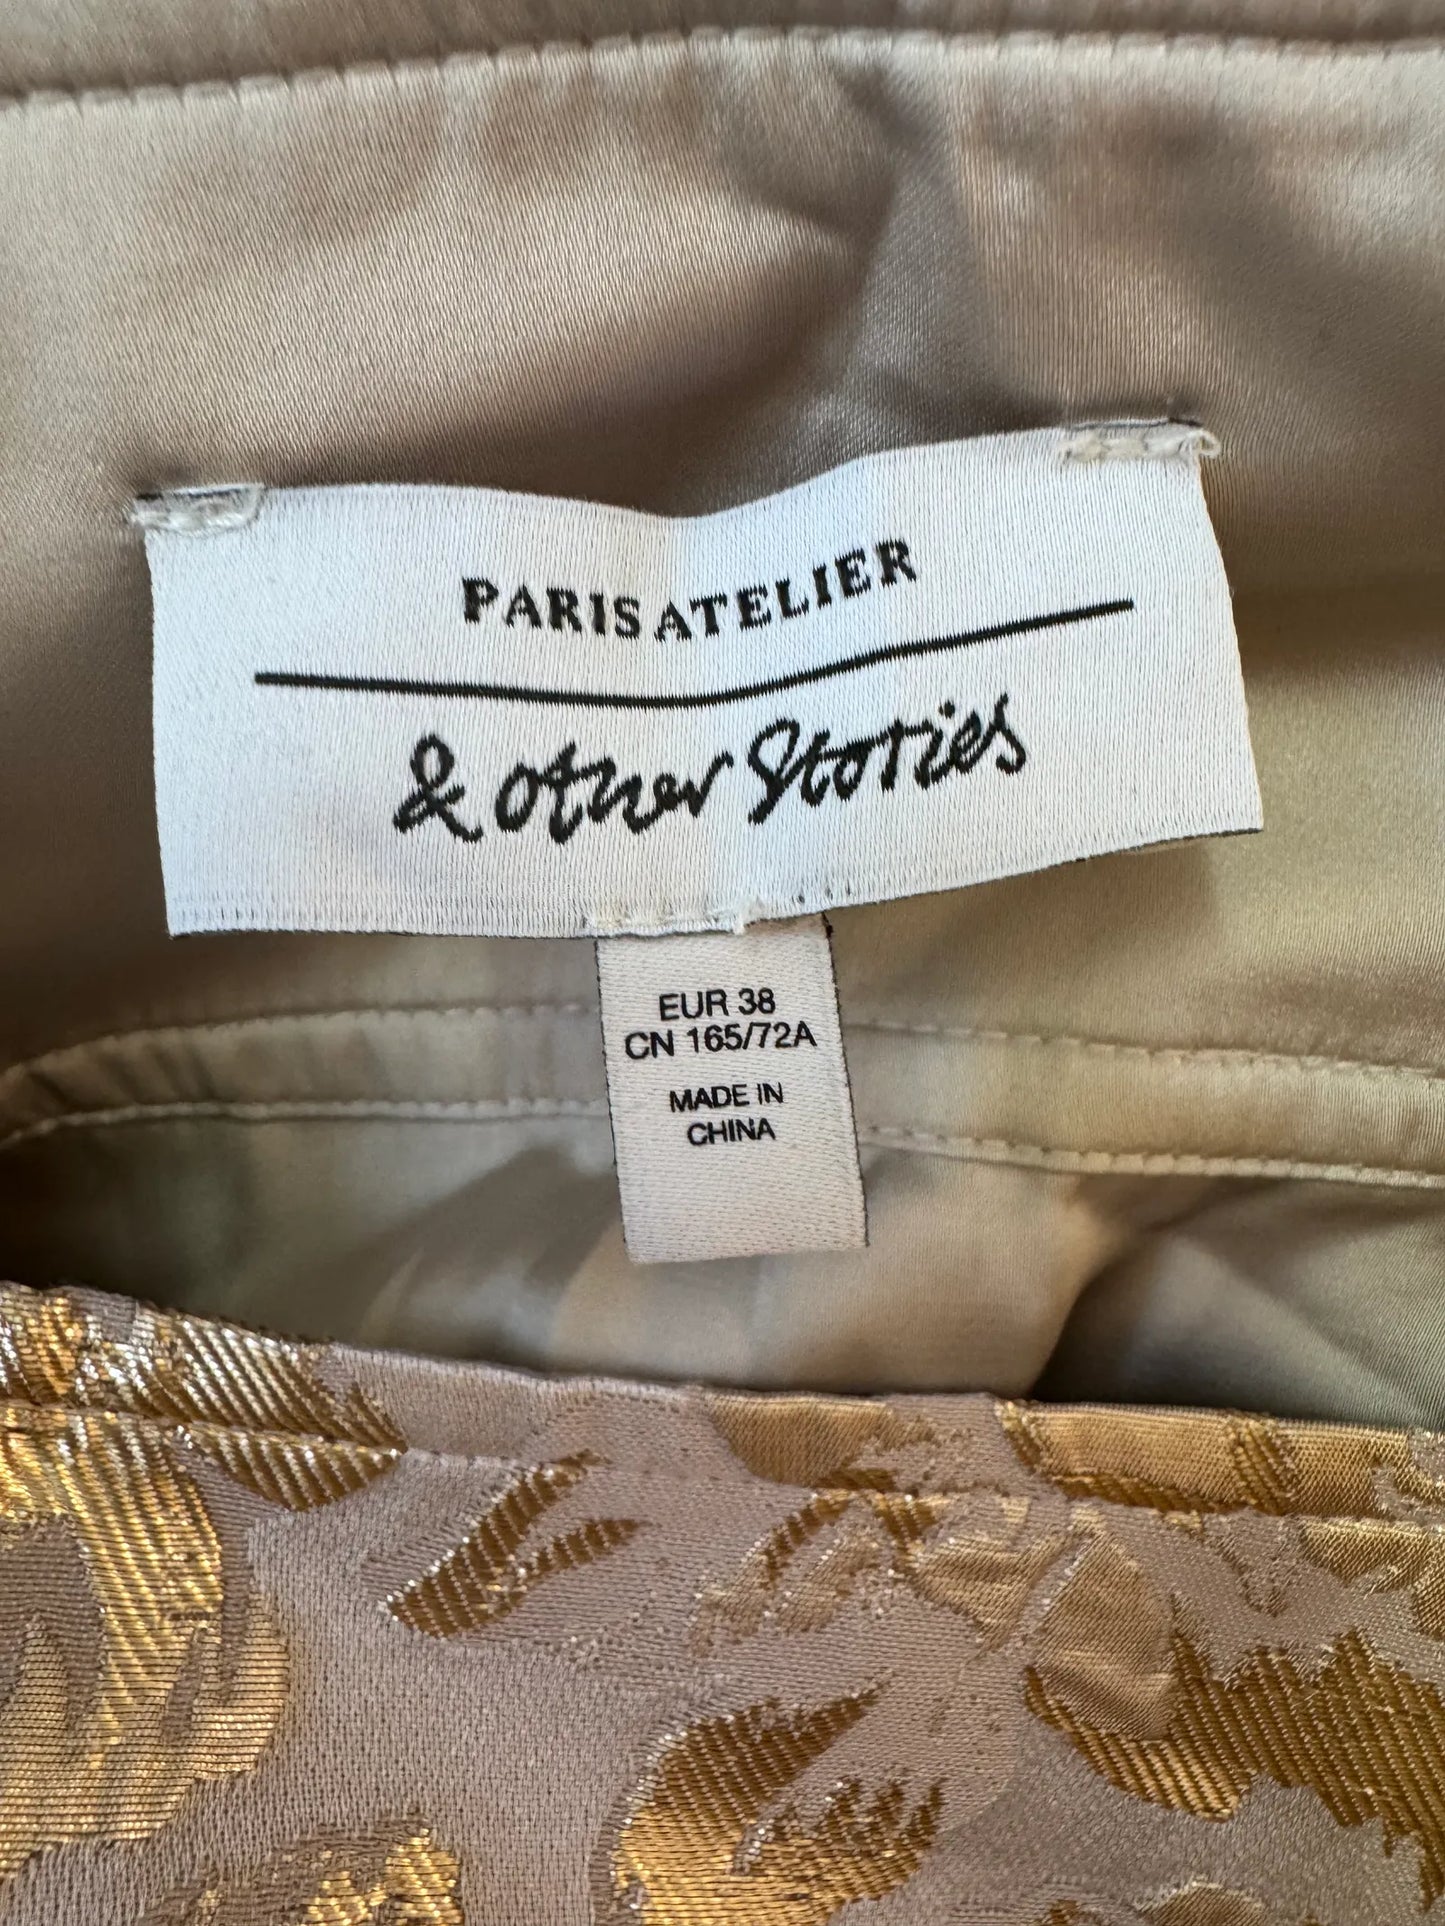 PARIS ATELIER
& other Stories
EUR 38
CN 165/72A
MADE IN
CHINA